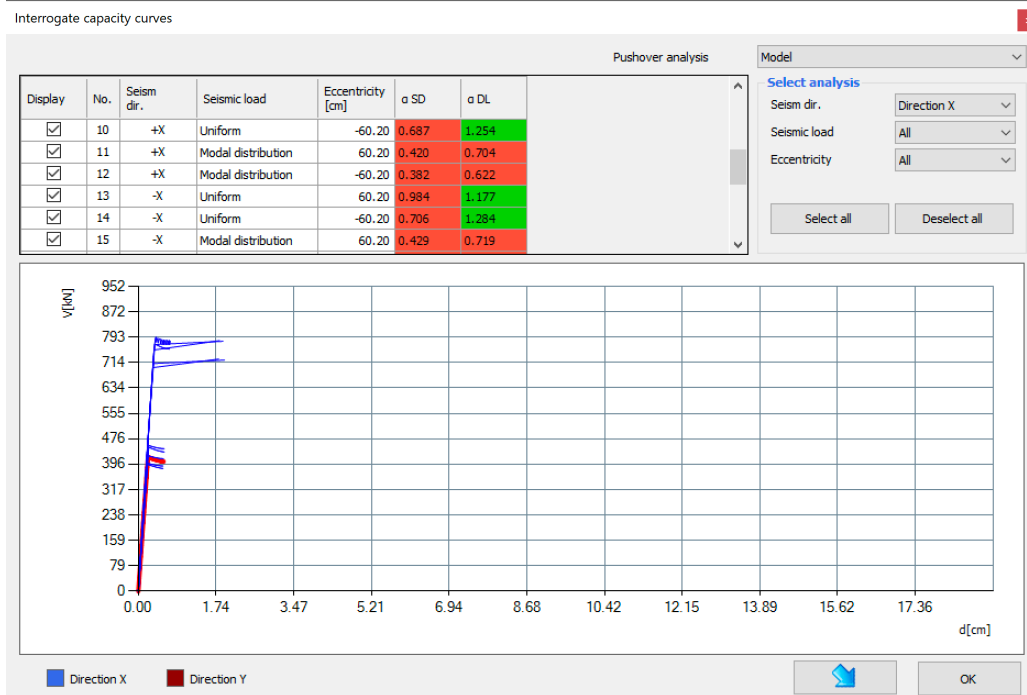 Interrogate capacity curves
Pushover analysis Model
Select analysis
Seism dir. Direction X
Seismic load All
Eccentricity All
Select all Deselect all
Display No. Seism dir. Seismic load Eccentricity [cm] α SD α DL
10 +X Uniform -60.20 0.687 1.254
11 +X Modal distribution 60.20 0.420 0.704
12 +X Modal distribution -60.20 0.382 0.622
13 -X Uniform 60.20 0.984 1.177
14 -X Uniform -60.20 0.706 1.284
15 -X Modal distribution 60.20 0.429 0.719
V[kN]
952
872
793
714
634
555
476
396
317
238
159
79
0
0.00 1.74 3.47 5.21 6.94 8.68 10.42 12.15 13.89 15.62 17.36
d[cm]
Direction X Direction Y
OK